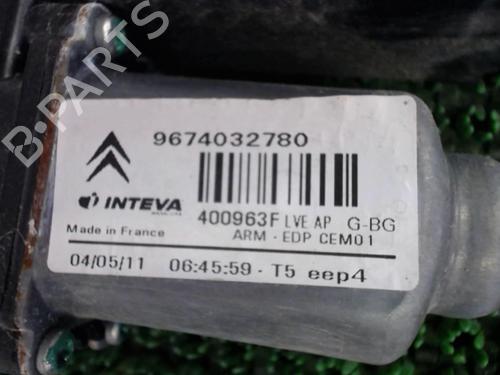 B-PARTS
9674032780
INTEVA
400963F LVE AP G-BG
Made in France
ARM - EDP CEM01
04/05/11 06:45:59 - T5 eep4